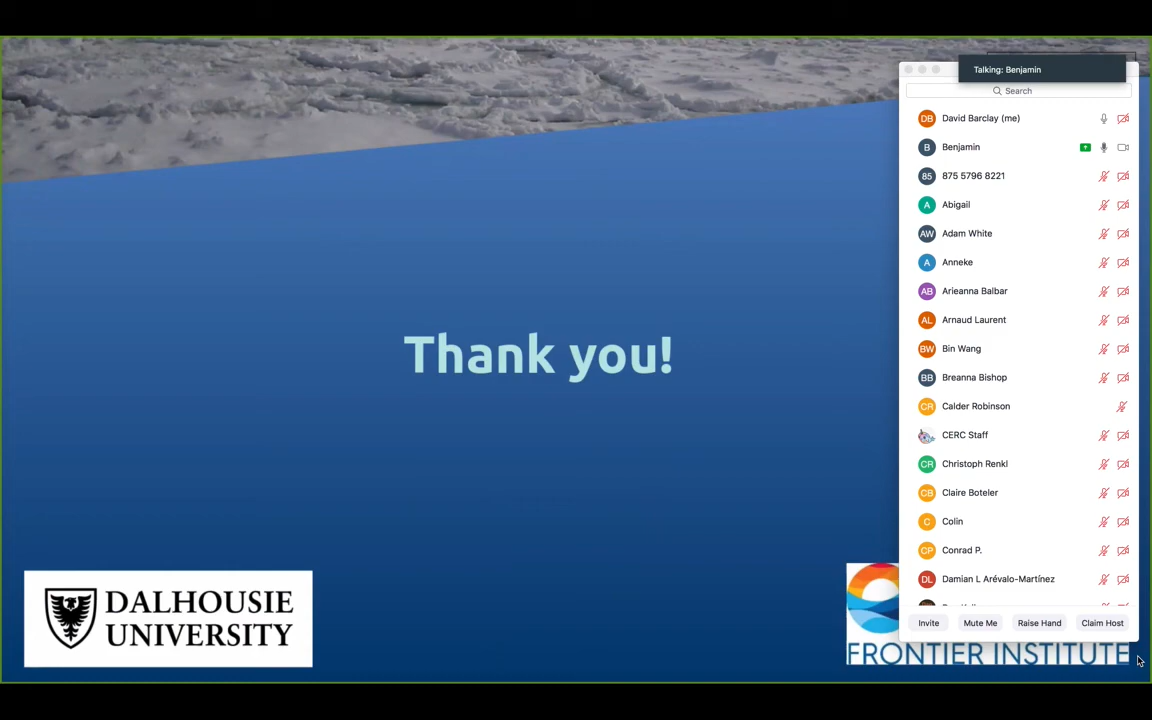 Talking: Benjamin
Search
DB David Barclay (me)
B Benjamin
85 875 5796 8221
A Abigail
AW Adam White
A Anneke
AB Arieanna Balbar
AL Arnaud Laurent
BW Bin Wang
BB Breanna Bishop
CR Calder Robinson
CERC Staff
CR Christoph Renkl
CB Claire Boteler
C Colin
CP Conrad P.
DL Damian L Arévalo-Martínez
Invite Mute Me Raise Hand Claim Host
Thank you!
DALHOUSIE
UNIVERSITY
FRONTIER INSTITUTE